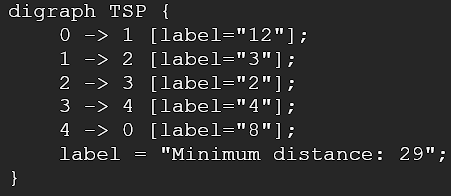 digraph TSP {
    0 -> 1 [label="12"];
    1 -> 2 [label="3"];
    2 -> 3 [label="2"];
    3 -> 4 [label="4"];
    4 -> 0 [label="8"];
    label = "Minimum distance: 29";
}